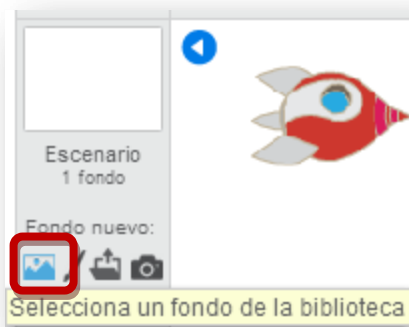 Escenario
1 fondo
Fondo nuevo:
Selecciona un fondo de la biblioteca